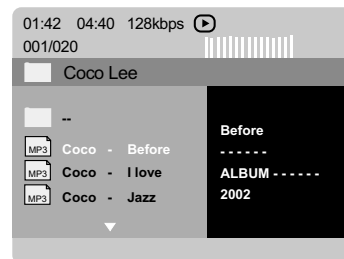 01:42 04:40 128kbps
001/020
Coco Lee
--
MP3 Coco - Before
MP3 Coco - I love
MP3 Coco - Jazz
Before
- - - - - -
ALBUM - - - - - -
2002